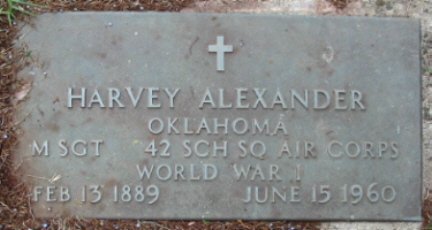 HARVEY ALEXANDER
OKLAHOMA
M SGT 42 SCH SQ AIR CORPS
WORLD WAR I
FEB 13 1889 JUNE 15 1960